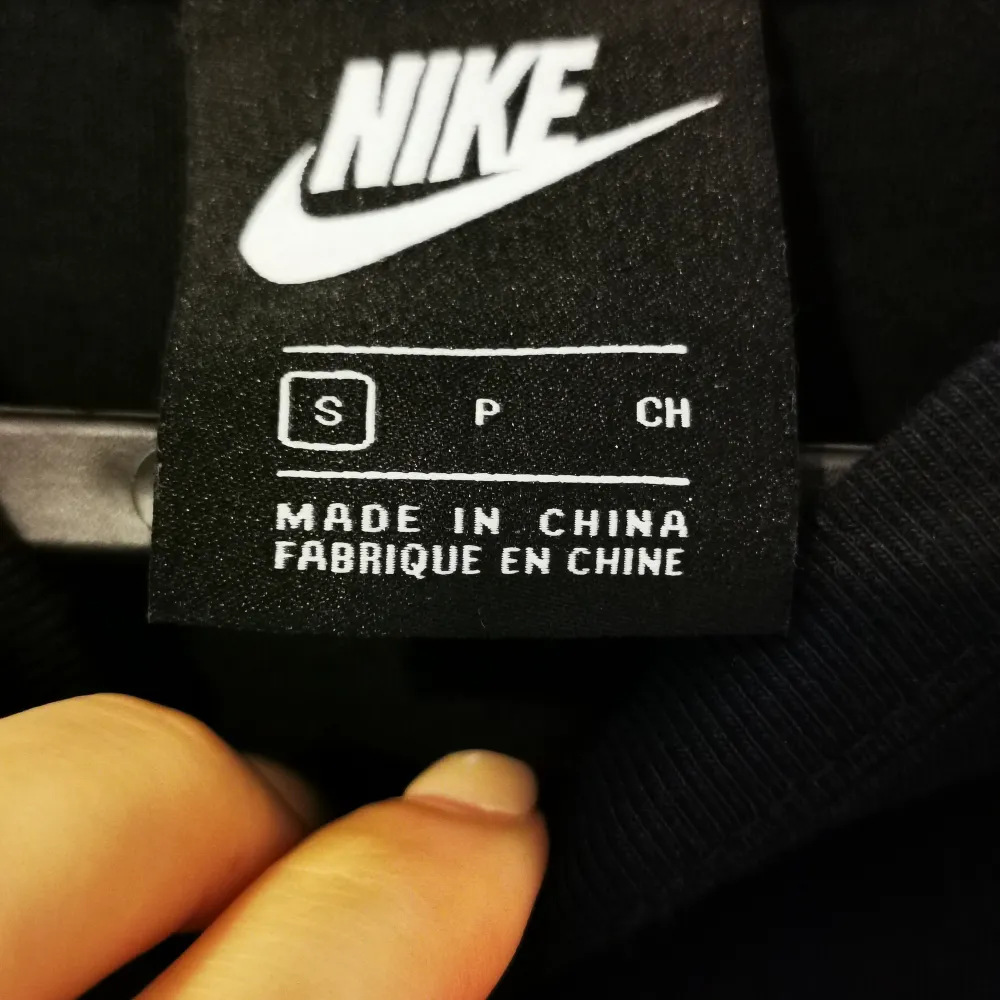 NIKE
S P CH
MADE IN CHINA
FABRIQUE EN CHINE